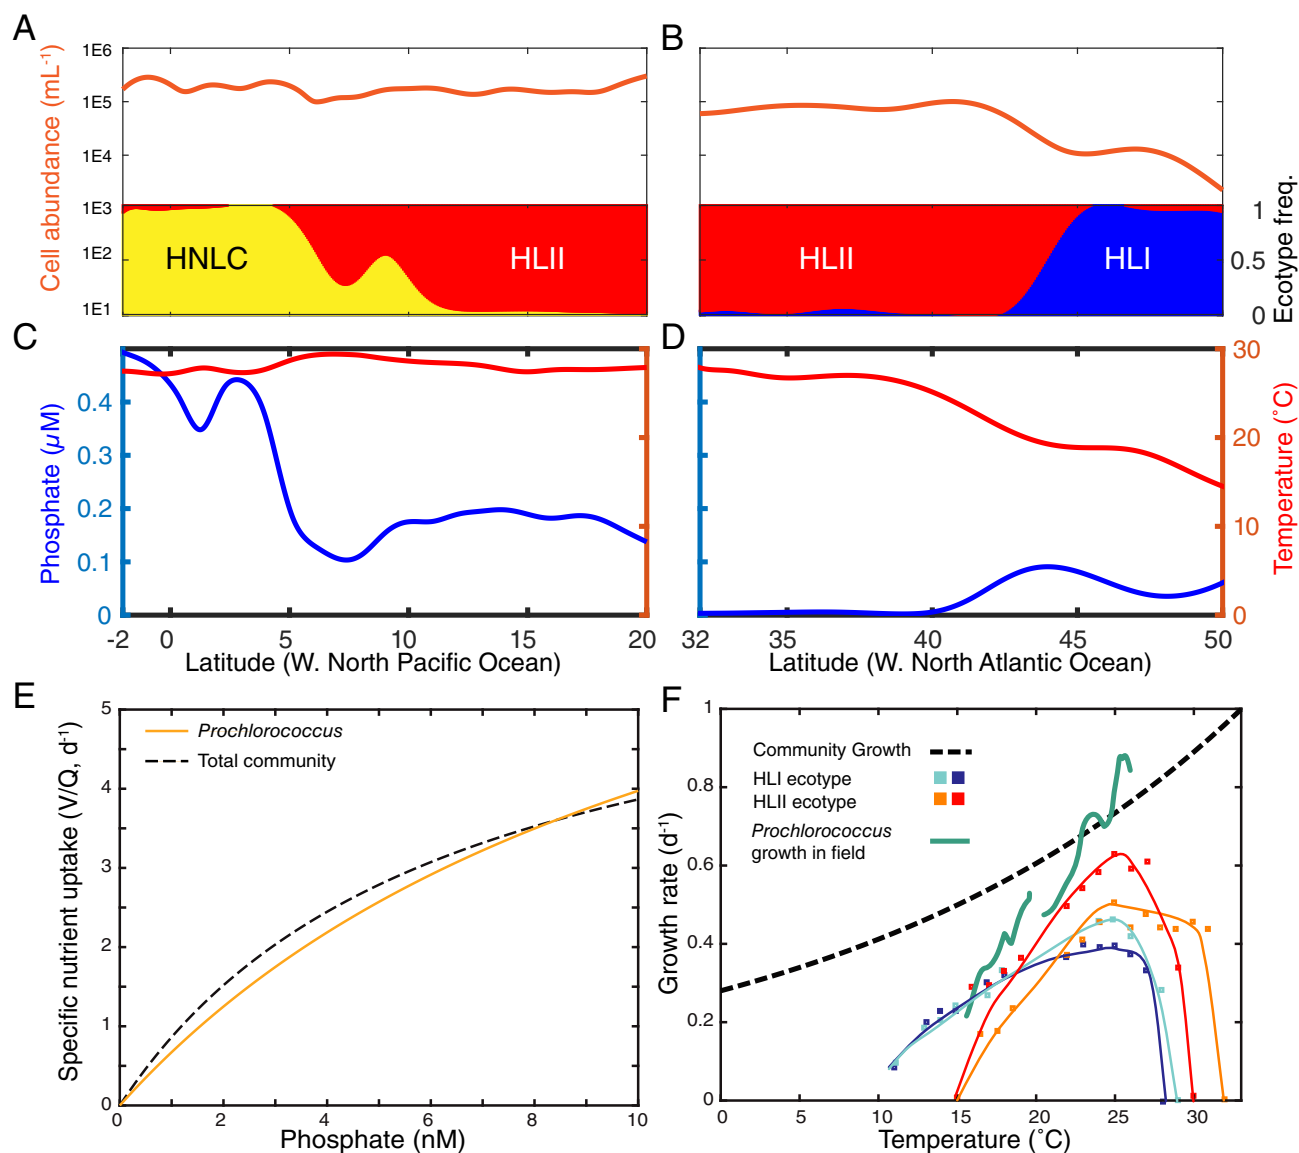 A
B
Cell abundance (mL-1)
1E6
1E5
1E4
1E3
1E2
1E1
HNLC
HLII
HLII
HLI
1
0.5
0
Ecotype freq.
C
D
Phosphate (µM)
0.4
0.3
0.2
0.1
0
30
20
10
0
Temperature (˚C)
-2 0 5 10 15 20
Latitude (W. North Pacific Ocean)
32 35 40 45 50
Latitude (W. North Atlantic Ocean)
E
F
Specific nutrient uptake (V/Q, d-1)
5
4
3
2
1
0
Prochlorococcus
Total community
0 2 4 6 8 10
Phosphate (nM)
Growth rate (d-1)
1
0.8
0.6
0.4
0.2
0
Community Growth
HLI ecotype
HLII ecotype
Prochlorococcus
growth in field
0 10 15 20 25 30
Temperature (˚C)